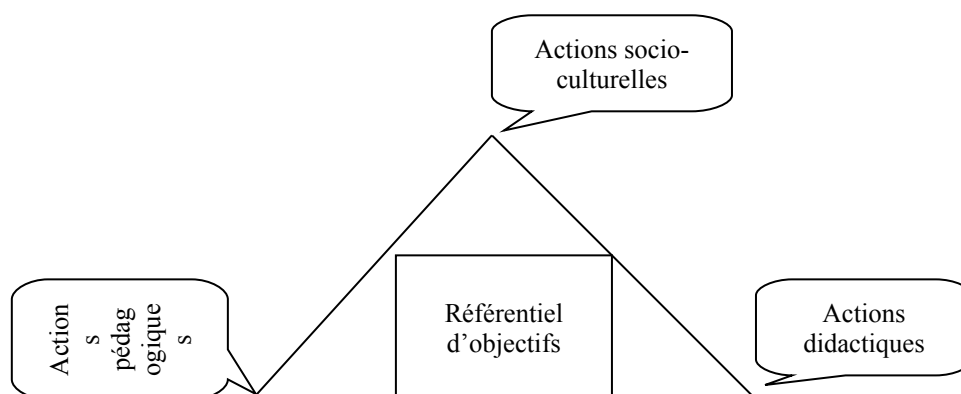 Actions socio-
culturelles
Action
s
pédag
ogique
s
Référentiel
d’objectifs
Actions
didactiques